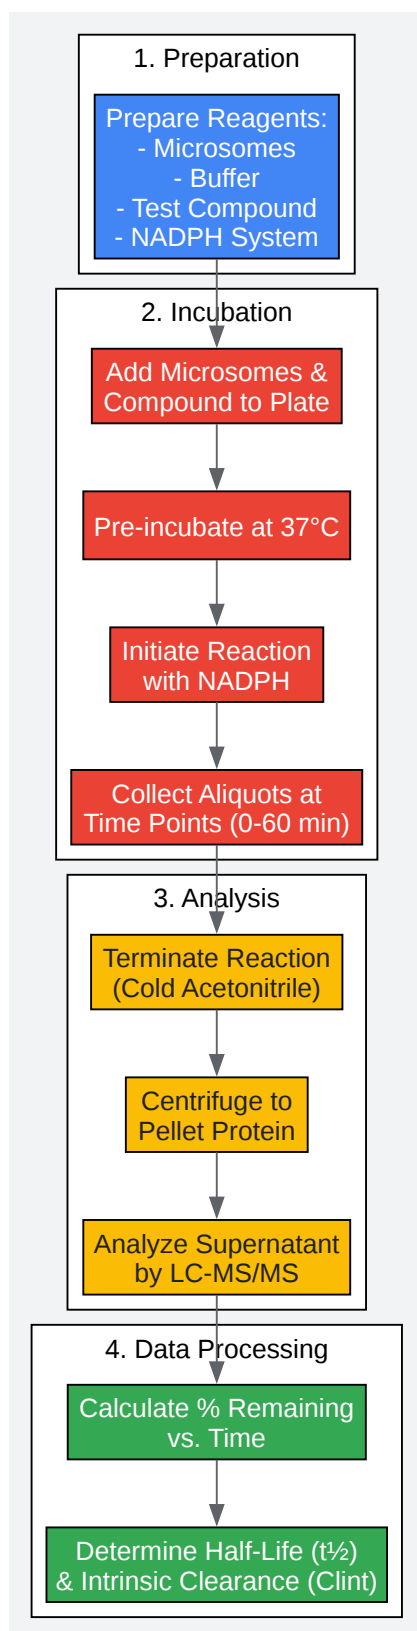 1. Preparation
Prepare Reagents:
- Microsomes
- Buffer
- Test Compound
- NADPH System
2. Incubation
Add Microsomes &
Compound to Plate
Pre-incubate at 37°C
Initiate Reaction
with NADPH
Collect Aliquots at
Time Points (0-60 min)
3. Analysis
Terminate Reaction
(Cold Acetonitrile)
Centrifuge to
Pellet Protein
Analyze Supernatant
by LC-MS/MS
4. Data Processing
Calculate % Remaining
vs. Time
Determine Half-Life (t½)
& Intrinsic Clearance (Clint)